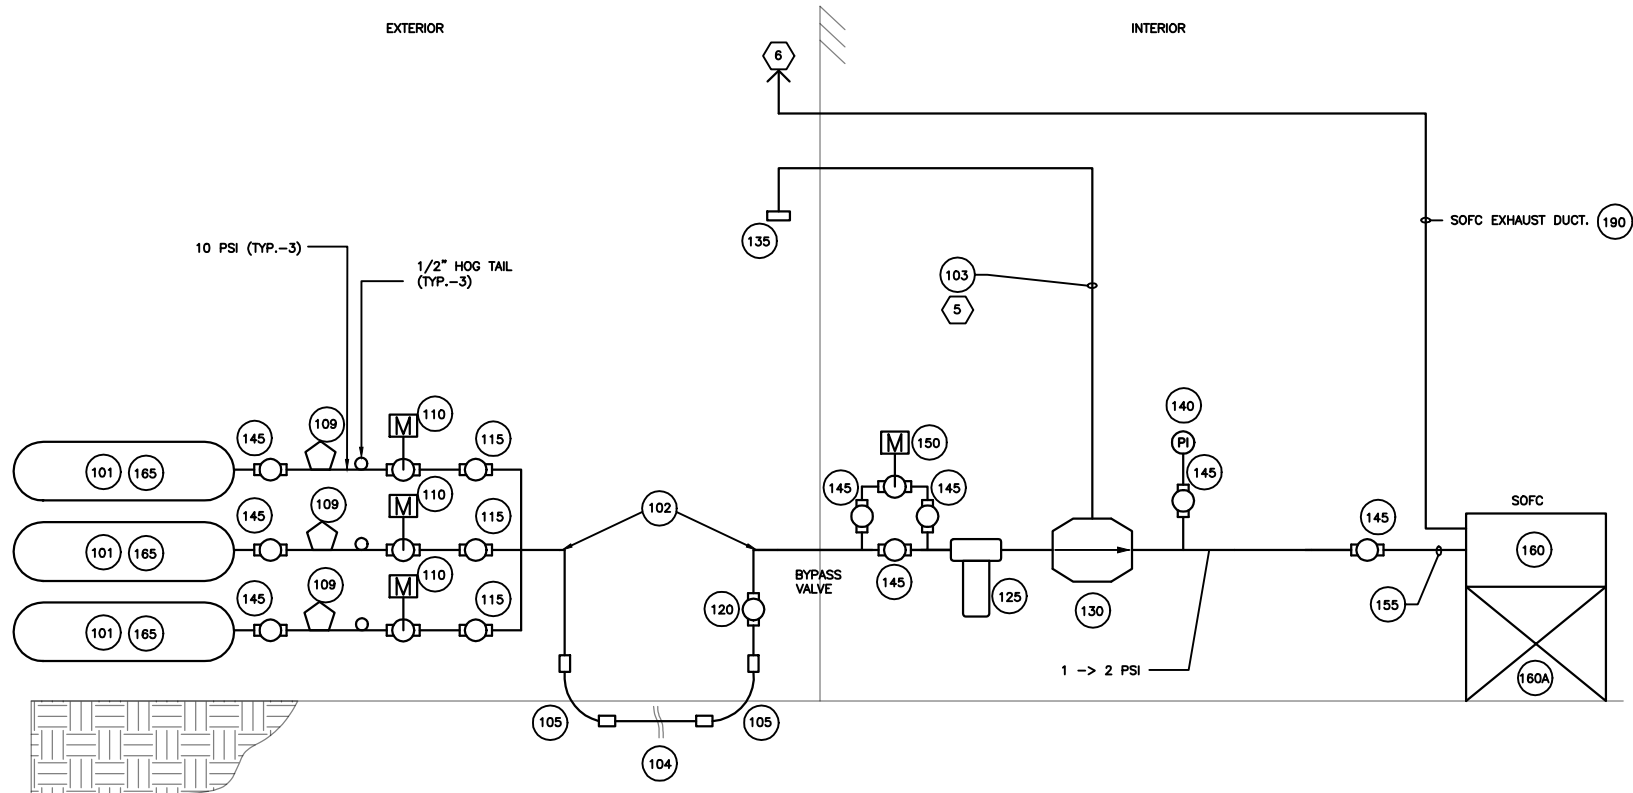 EXTERIOR
INTERIOR
6
SOFC EXHAUST DUCT.
190
135
10 PSI (TYP.-3)
1/2" HOG TAIL
(TYP.-3)
103
5
140
PI
145
109
M
110
115
M
150
145
145
101
165
145
109
M
110
115
102
145
SOFC
101
165
160
BYPASS
VALVE
145
145
109
M
110
115
120
125
130
155
101
165
1 -> 2 PSI
160A
105
105
104